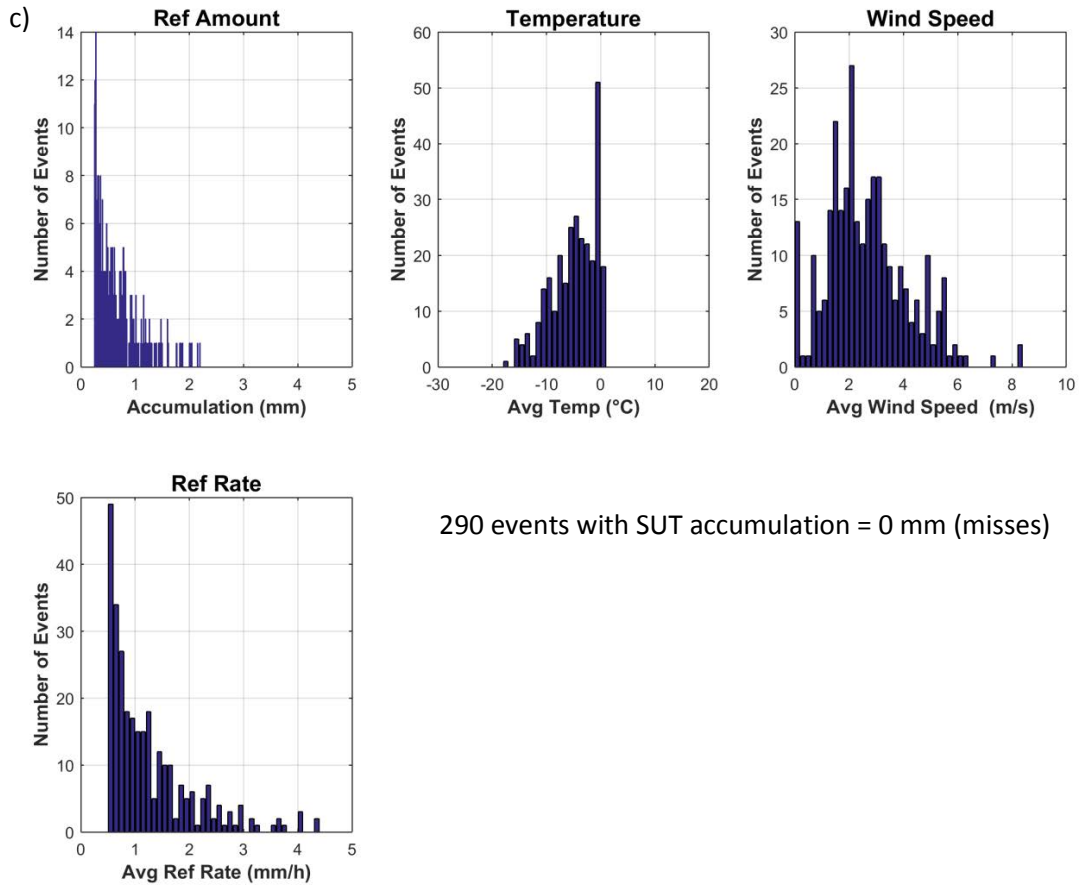 c)
Ref Amount
Number of Events
14
12
10
8
6
4
2
0
0 1 2 3 4 5
Accumulation (mm)
Temperature
Number of Events
60
50
40
30
20
10
0
-30 -20 -10 0 10 20
Avg Temp (°C)
Wind Speed
Number of Events
30
25
20
15
10
5
0
0 2 4 6 8 10
Avg Wind Speed (m/s)
Ref Rate
Number of Events
50
40
30
20
10
0
0 1 2 3 4 5
Avg Ref Rate (mm/h)
290 events with SUT accumulation = 0 mm (misses)